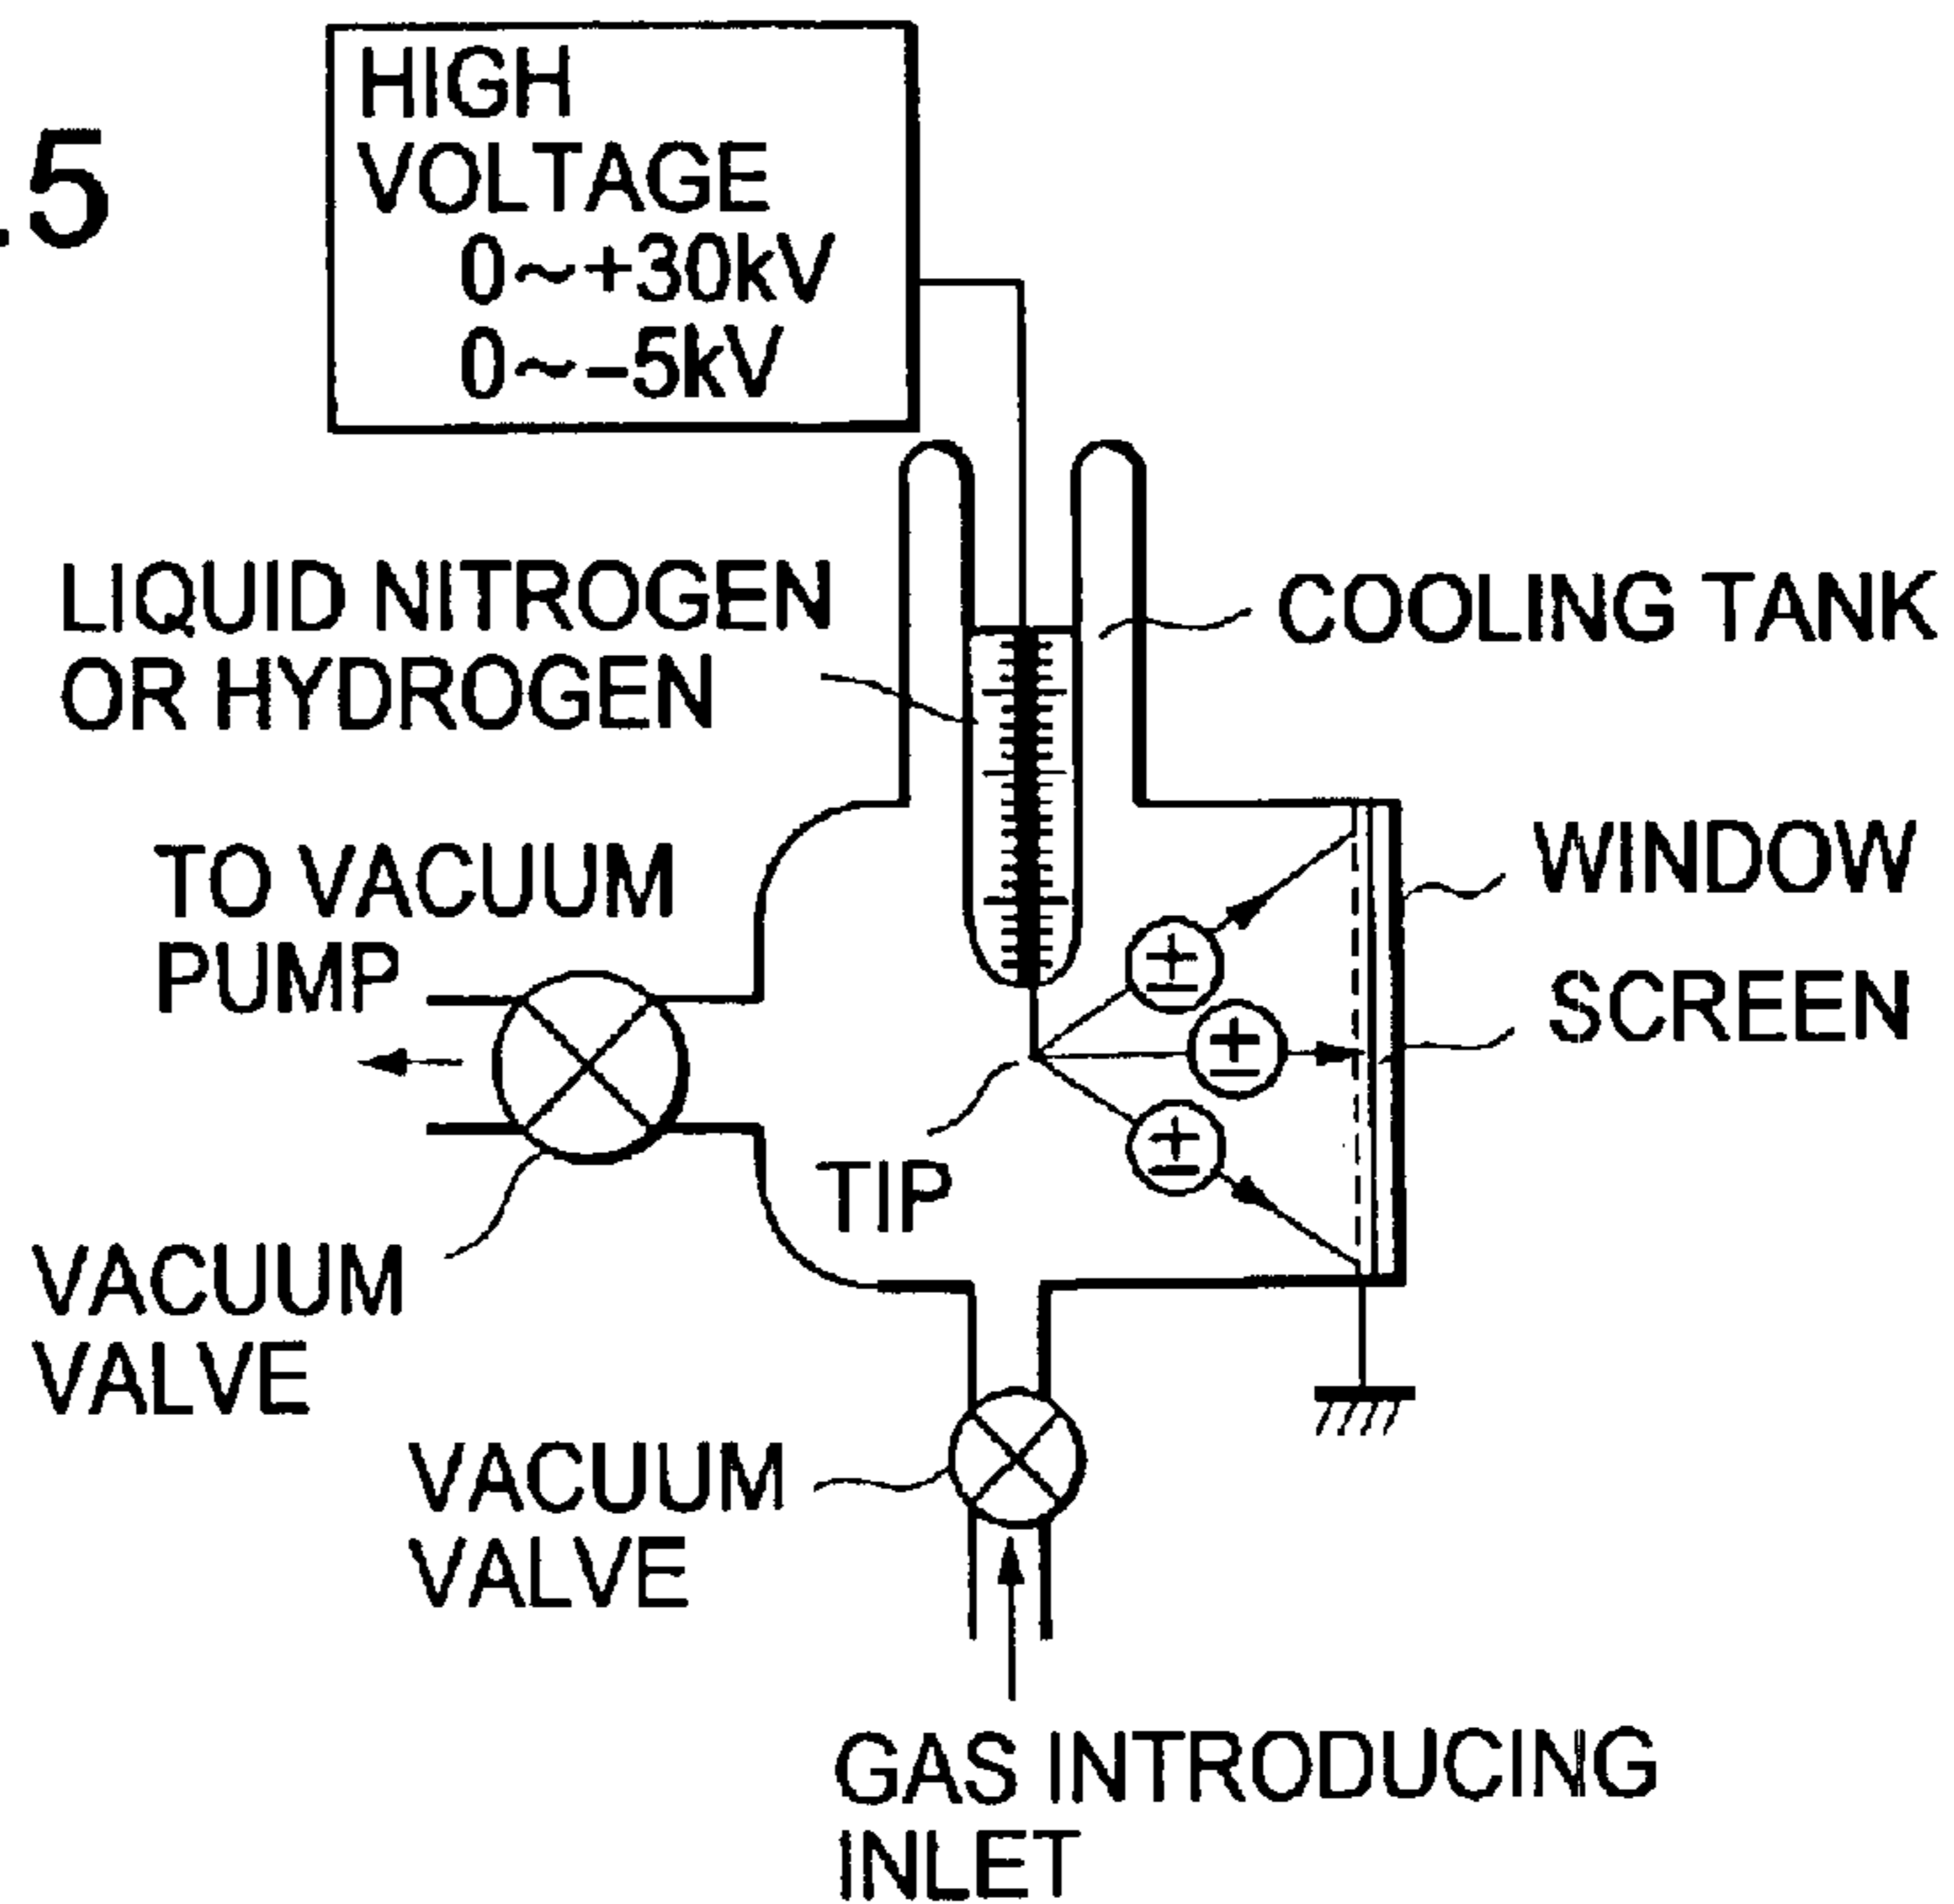 .5
HIGH
VOLTAGE
0~+30kV
0~-5kV
LIQUID NITROGEN
OR HYDROGEN
COOLING TANK
TO VACUUM
PUMP
WINDOW
SCREEN
±
±
±
TIP
VACUUM
VALVE
VACUUM
VALVE
GAS INTRODUCING
INLET